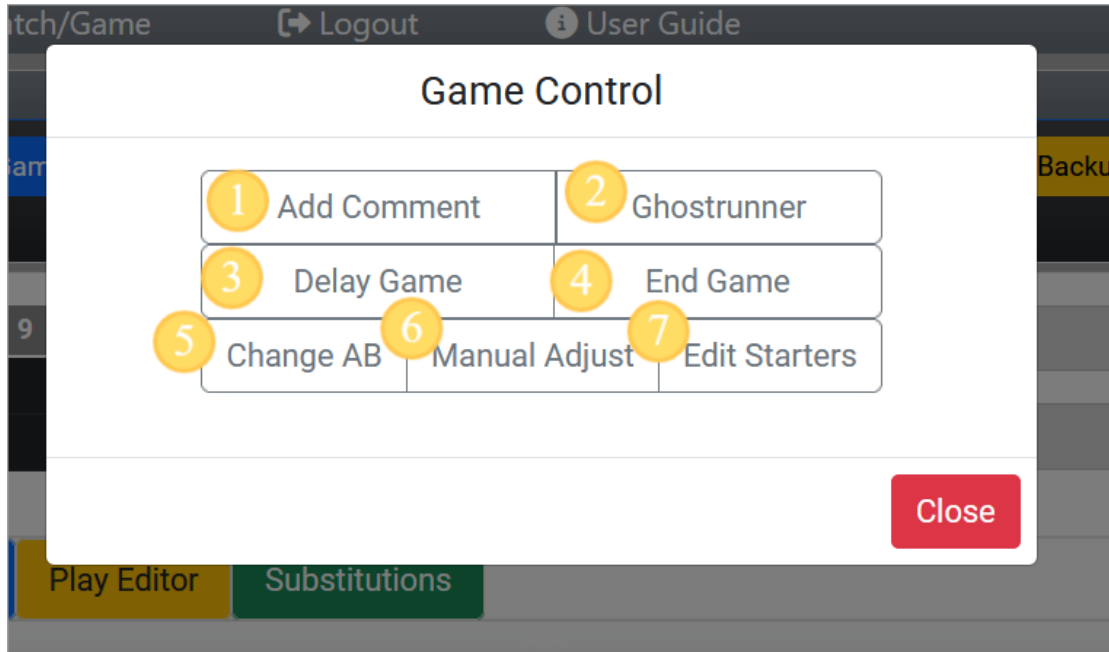 tch/Game Logout User Guide
Game Control
Gam
Backu
1 Add Comment 2 Ghostrunner
3 Delay Game 4 End Game
9
5 Change AB 6 Manual Adjust 7 Edit Starters
Close
Play Editor Substitutions